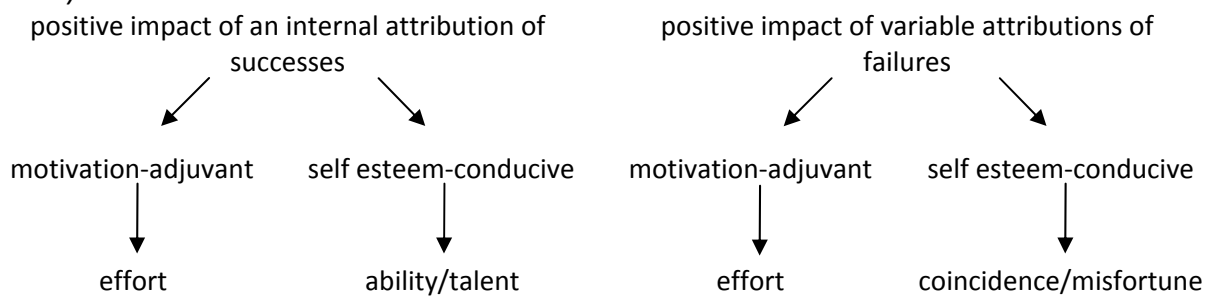 positive impact of an internal attribution of
successes
positive impact of variable attributions of
failures
motivation-adjuvant
self esteem-conducive
motivation-adjuvant
self esteem-conducive
effort
ability/talent
effort
coincidence/misfortune